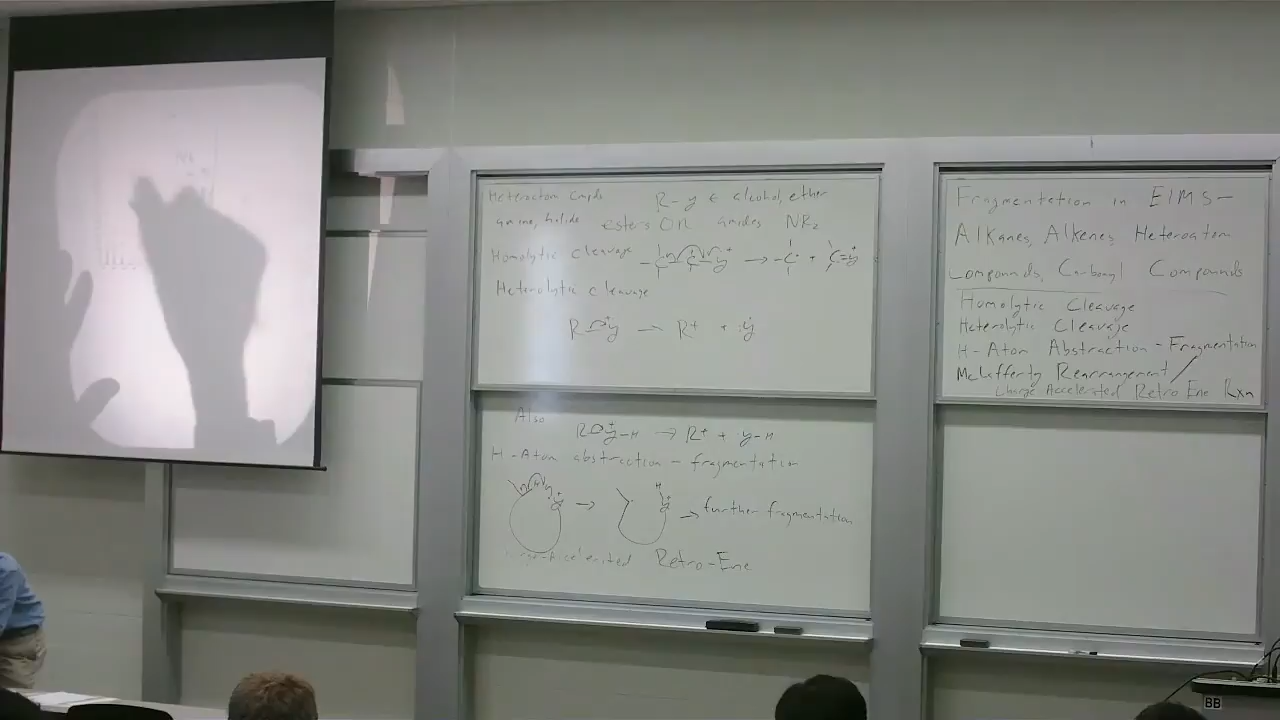 Heteroatom Cmpds R-y ∈ alcohol, ether
amine, halide esters OR amides NR2
Homolytic cleavage -C-C-y+ → -C· + C=y+
Heterolytic cleavage
R-y+ → R+ + :y
Also
R-y+-H → R+ + y-H
H-Atom abstraction - fragmentation
→ → further fragmentation
Retro-Ene
Fragmentation in EIMS-
Alkanes, Alkenes, Heteroatom
Compounds, Carbonyl Compounds
Homolytic Cleavage
Heterolytic Cleavage
H-Atom Abstraction - Fragmentation
McLafferty Rearrangement /
Charge Accelerated Retro Ene Rxn
BB